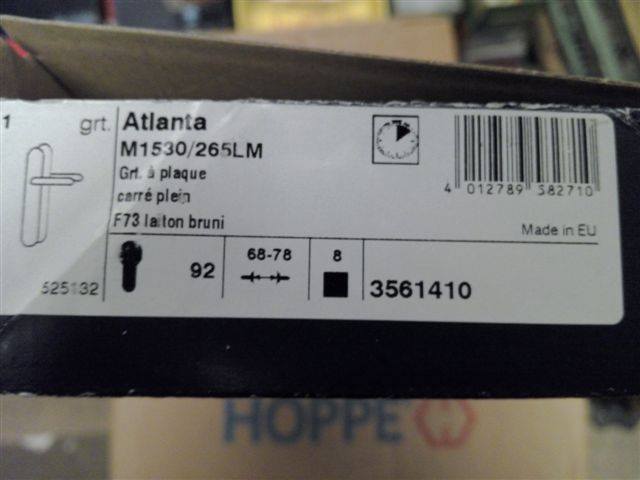 1 grt. Atlanta
M1530/265LM
Grt. à plaque
carré plein
F73 laiton bruni
4 012789 582710
Made in EU
525132
92
68-78
8
3561410
HOPPE